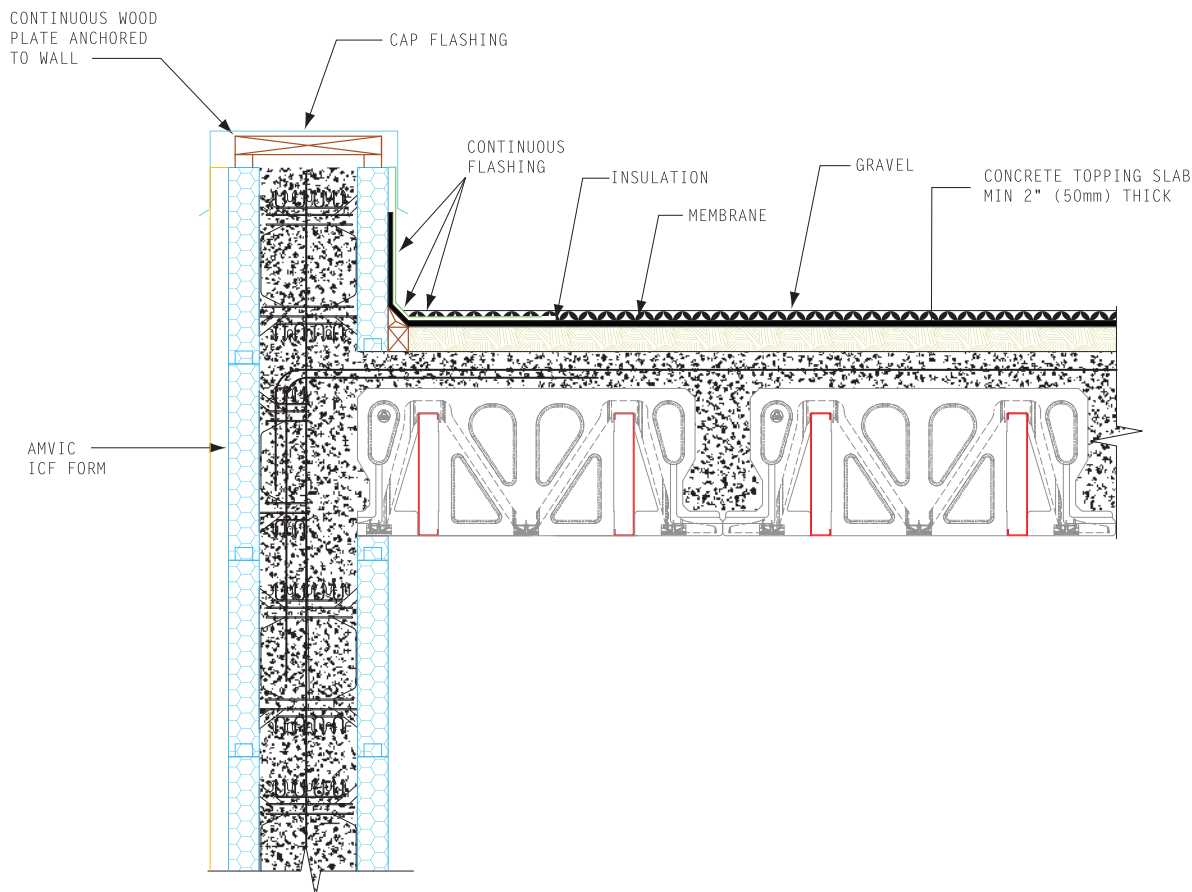 CONTINUOUS WOOD
PLATE ANCHORED
TO WALL
CAP FLASHING
CONTINUOUS
FLASHING
INSULATION
MEMBRANE
GRAVEL
CONCRETE TOPPING SLAB
MIN 2" (50mm) THICK
AMVIC
ICF FORM